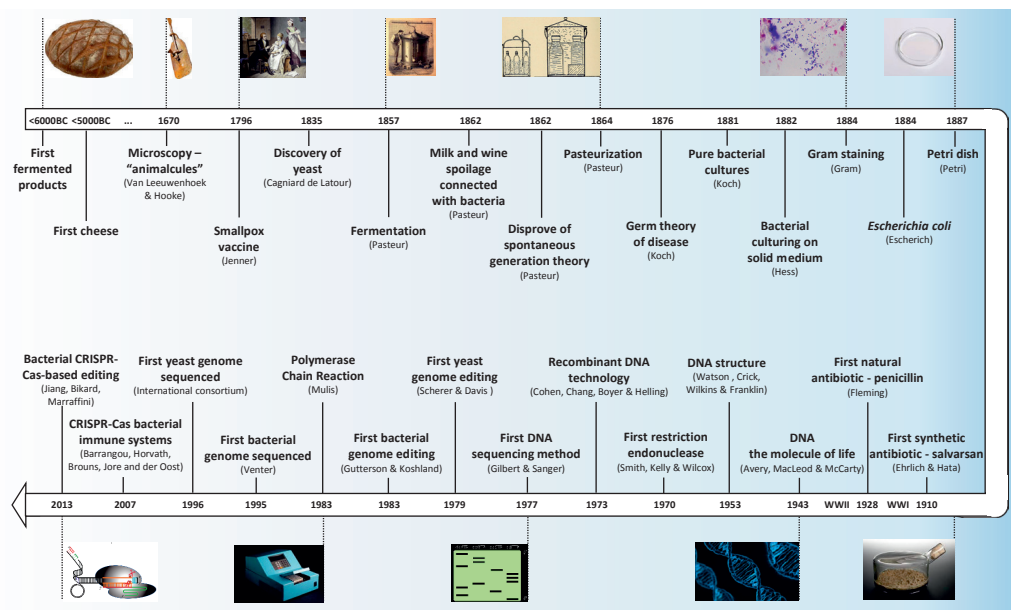 <6000BC <5000BC ... 1670 1796 1835 1857 1862 1862 1864 1876 1881 1882 1884 1884 1887
First
fermented
products
First cheese
Microscopy –
“animalcules”
(Van Leeuwenhoek
& Hooke)
Smallpox
vaccine
(Jenner)
Discovery of
yeast
(Cagniard de Latour)
Fermentation
(Pasteur)
Milk and wine
spoilage
connected
with bacteria
(Pasteur)
Disprove of
spontaneous
generation theory
(Pasteur)
Pasteurization
(Pasteur)
Germ theory
of disease
(Koch)
Pure bacterial
cultures
(Koch)
Bacterial
culturing on
solid medium
(Hess)
Gram staining
(Gram)
Escherichia coli
(Escherich)
Petri dish
(Petri)
Bacterial CRISPR-
Cas-based editing
(Jiang, Bikard,
Marraffini)
CRISPR-Cas bacterial
immune systems
(Barrangou, Horvath,
Brouns, Jore and der Oost)
First yeast genome
sequenced
(International consortium)
First bacterial
genome sequenced
(Venter)
Polymerase
Chain Reaction
(Mulis)
First bacterial
genome editing
(Gutterson & Koshland)
First yeast
genome editing
(Scherer & Davis )
First DNA
sequencing method
(Gilbert & Sanger)
Recombinant DNA
technology
(Cohen, Chang, Boyer & Helling)
First restriction
endonuclease
(Smith, Kelly & Wilcox)
DNA structure
(Watson , Crick,
Wilkins & Franklin)
DNA
the molecule of life
(Avery, MacLeod & McCarty)
First natural
antibiotic - penicillin
(Fleming)
First synthetic
antibiotic - salvarsan
(Ehrlich & Hata)
2013 2007 1996 1995 1983 1983 1979 1977 1973 1970 1953 1943 WWII 1928 WWI 1910